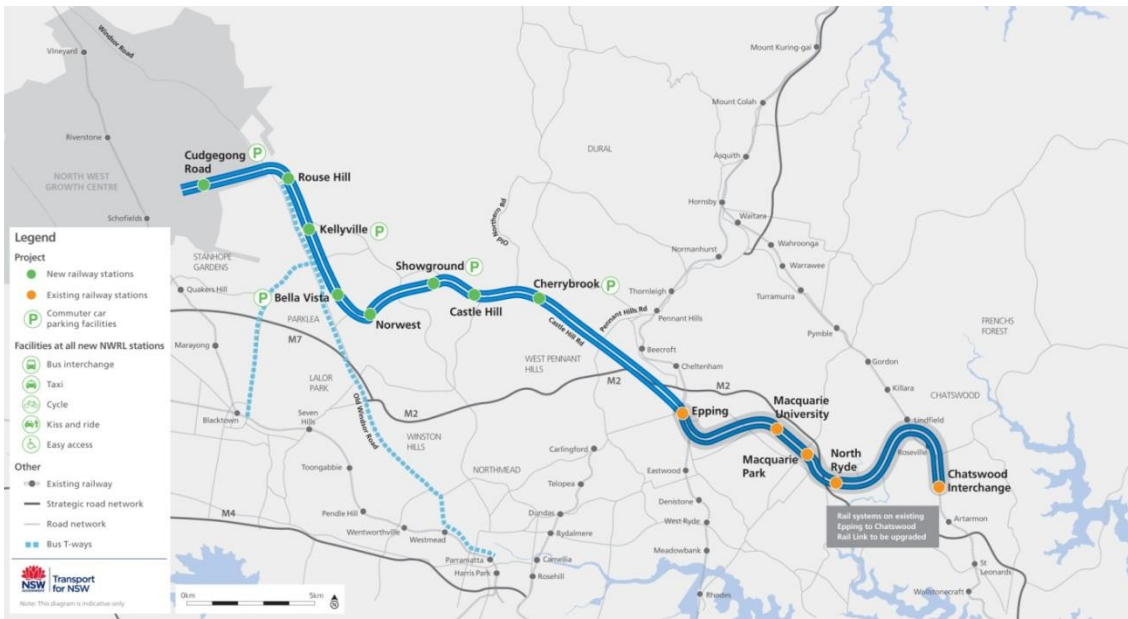 Vineyard
Windsor Road
Riverstone
NORTH WEST
GROWTH CENTRE
Schofields
Cudgegong
Road
P
Rouse Hill
Kellyville
P
STANHOPE
GARDENS
Quakers Hill
P
Bella Vista
PARKLEA
Norwest
Showground
P
Castle Hill
Cherrybrook
P
Castle Hill Rd
Pennant Hills Rd
Old Northern Rd
DURAL
Mount Kuring-gai
Mount Colah
Asquith
Hornsby
Waitara
Normanhurst
Wahroonga
Warrawee
Turramurra
Thornleigh
Pennant Hills
Pymble
Beecroft
Cheltenham
Gordon
Killara
FRENCHS
FOREST
CHATSWOOD
Lindfield
Roseville
WEST PENNANT
HILLS
M2
M2
Marayong
M7
LALOR
PARK
Blacktown
Seven
Hills
M2
Old Windsor Road
WINSTON
HILLS
Toongabbie
NORTHMEAD
Carlingford
Epping
Macquarie
University
Macquarie
Park
North
Ryde
Chatswood
Interchange
Eastwood
Telopea
Denistone
Pendle Hill
M4
Wentworthville
Westmead
Dundas
Rydalmere
West Ryde
Parramatta
Harris Park
Camellia
Rosehill
Meadowbank
Rhodes
Artarmon
St
Leonards
Wollstonecraft
Rail systems on existing
Epping to Chatswood
Rail Link to be upgraded
Legend
Project
New railway stations
Existing railway stations
P
Commuter car
parking facilities
Facilities at all new NWRL stations
Bus interchange
Taxi
Cycle
Kiss and ride
Easy access
Other
Existing railway
Strategic road network
Road network
Bus T-ways
NSW
GOVERNMENT
Transport
for NSW
Note: This diagram is indicative only
0km
5km
N